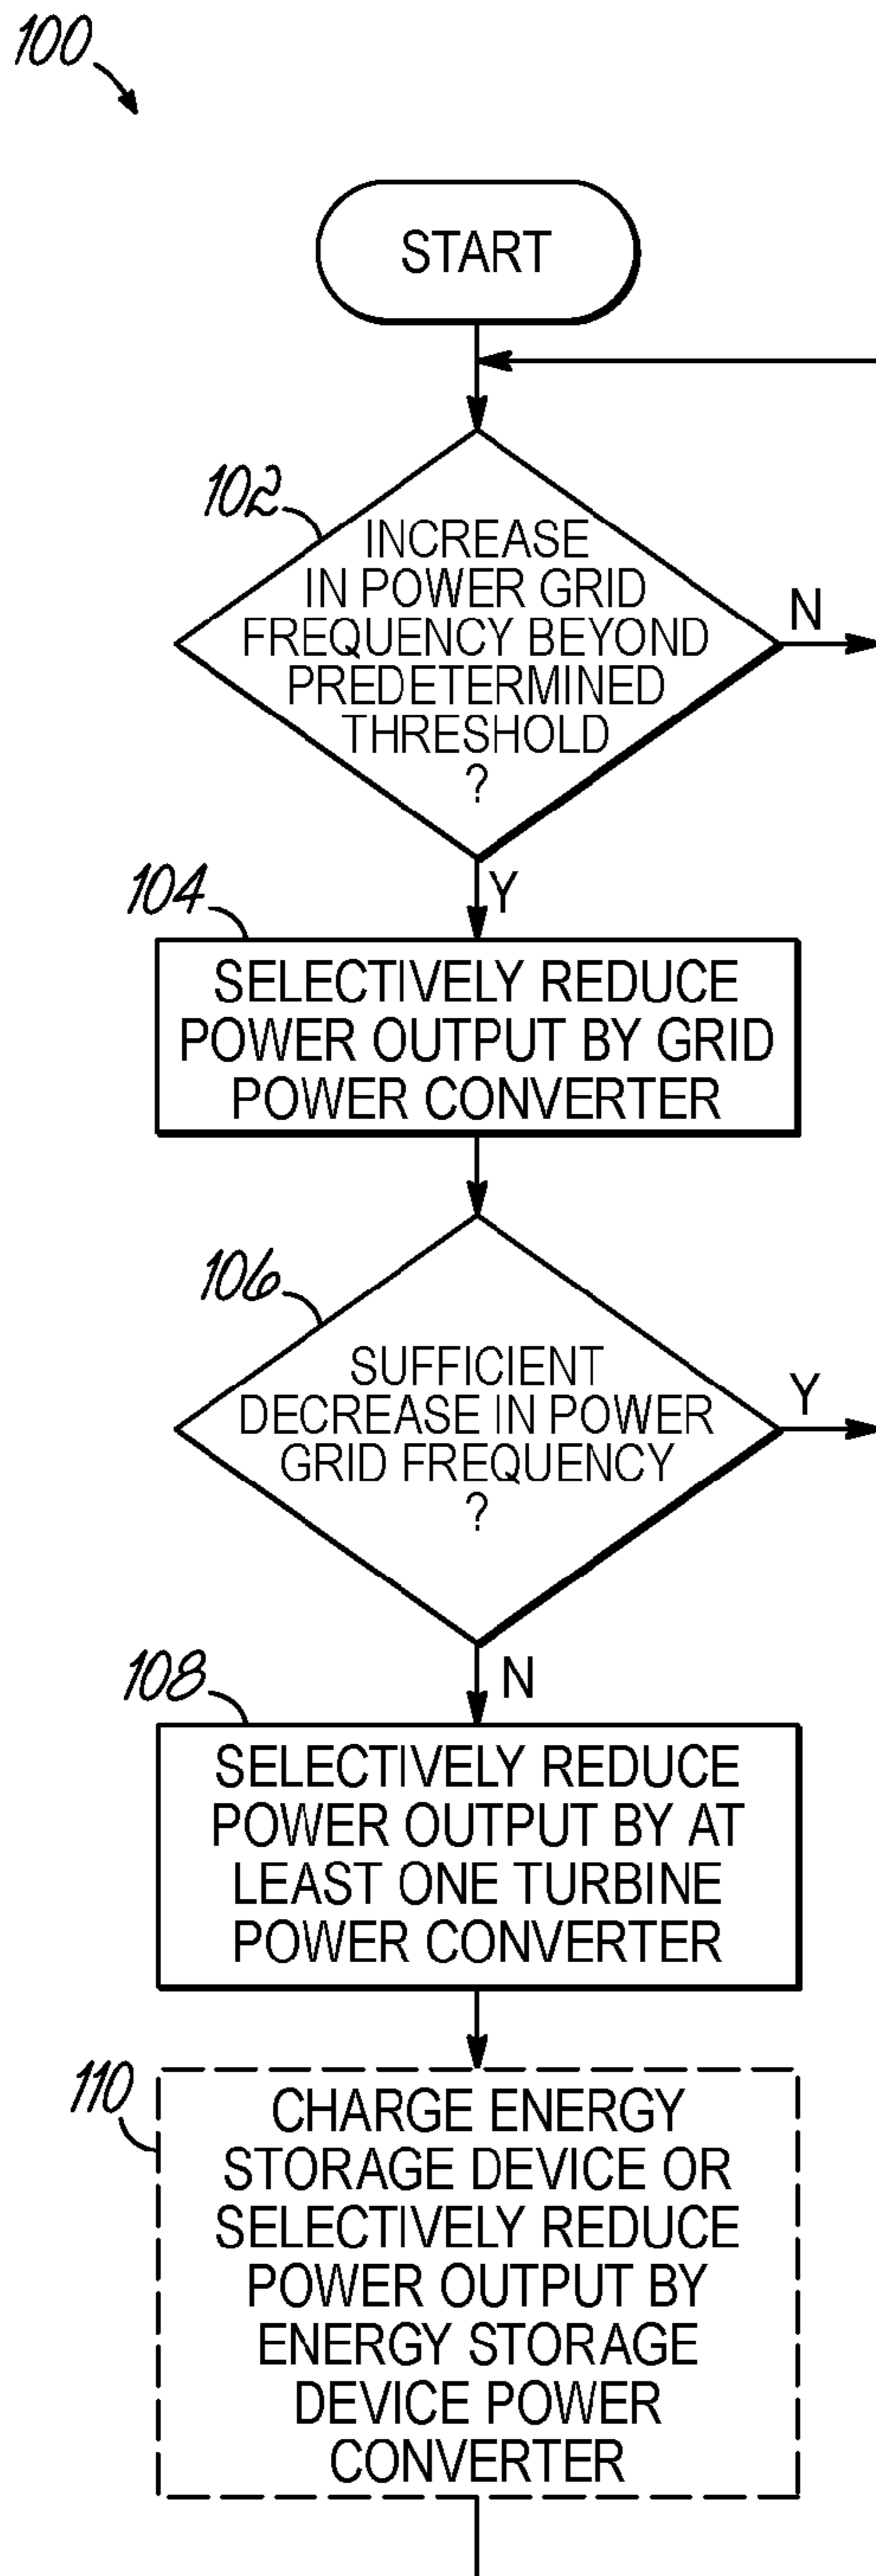 100
START
102
INCREASE
IN POWER GRID
FREQUENCY BEYOND
PREDETERMINED
THRESHOLD
?
N
Y
104
SELECTIVELY REDUCE
POWER OUTPUT BY GRID
POWER CONVERTER
106
SUFFICIENT
DECREASE IN POWER
GRID FREQUENCY
?
Y
N
108
SELECTIVELY REDUCE
POWER OUTPUT BY AT
LEAST ONE TURBINE
POWER CONVERTER
110
CHARGE ENERGY
STORAGE DEVICE OR
SELECTIVELY REDUCE
POWER OUTPUT BY
ENERGY STORAGE
DEVICE POWER
CONVERTER